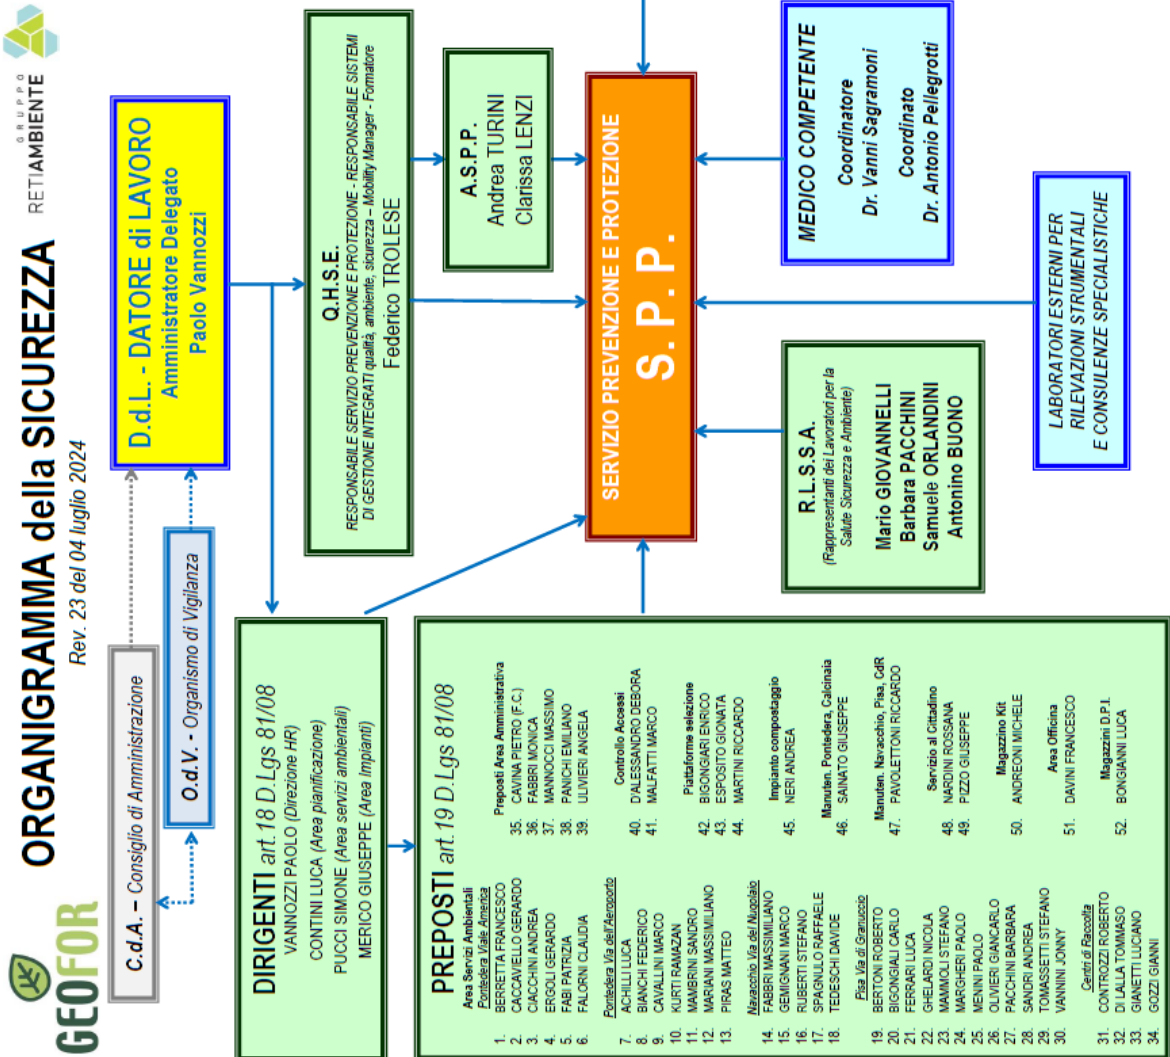 GEOFOR
ORGANIGRAMMA della SICUREZZA
Rev. 23 del 04 luglio 2024
GRUPPO
RETIAMBIENTE
C.d.A. – Consiglio di Amministrazione
O.d.V. - Organismo di Vigilanza
D.d.L. - DATORE di LAVORO
Amministratore Delegato
Paolo Vannozzi
DIRIGENTI art.18 D.Lgs 81/08
VANNOZZI PAOLO (Direzione HR)
CONTINI LUCA (Area pianificazione)
PUCCI SIMONE (Area servizi ambientali)
MERICO GIUSEPPE (Area Impianti)
Q.H.S.E.
RESPONSABILE SERVIZIO PREVENZIONE E PROTEZIONE - RESPONSABILE SISTEMI
DI GESTIONE INTEGRATI qualità, ambiente, sicurezza – Mobility Manager - Formatore
Federico TROLESE
A.S.P.P.
Andrea TURINI
Clarissa LENZI
PREPOSTI art.19 D.Lgs 81/08
Area Servizi Ambientali
Pontedera Viale America
1. BERRETTA FRANCESCO
2. CACCAVIELLO GERARDO
3. CIACCHINI ANDREA
4. ERGOLI GERARDO
5. FABI PATRIZIA
6. FALORNI CLAUDIA
Pontedera Via dell'Aeroporto
7. ACHILLI LUCA
8. BIANCHI FEDERICO
9. CAVALLINI MARCO
10. KURTI RAMAZAN
11. MAMBRINI SANDRO
12. MARIANI MASSIMILIANO
13. PIRAS MATTEO
Navacchio Via del Nugolaio
14. FABBRI MASSIMILIANO
15. GEMIGNANI MARCO
16. RUBERTI STEFANO
17. SPAGNULO RAFFAELE
18. TEDESCHI DAVIDE
Pisa Via di Granuccio
19. BERTONI ROBERTO
20. BIGONGIALI CARLO
21. FERRARI LUCA
22. GHELARDI NICOLA
23. MAMMOLI STEFANO
24. MARGHERI PAOLO
25. MENINI PAOLO
26. OLIVIERI GIANCARLO
27. PACCHINI BARBARA
28. SANDRI ANDREA
29. TOMASSETTI STEFANO
30. VANNINI JONNY
Centri di Raccolta
31. CONTROZZI ROBERTO
32. DI LALLA TOMMASO
33. GIANETTI LUCIANO
34. GOZZI GIANNI
Preposti Area Amministrativa
35. CAVINA PIETRO (F.C.)
36. FABBRI MONICA
37. MANNOCCI MASSIMO
38. PANICHI EMILIANO
39. ULIVIERI ANGELA
Controllo Accessi
40. D'ALESSANDRO DEBORA
41. MALFATTI MARCO
Piattaforme selezione
42. BIGONGIARI ENRICO
43. ESPOSITO GIONATA
44. MARTINI RICCARDO
Impianto compostaggio
45. NERI ANDREA
Manuten. Pontedera, Calcinaia
46. SAINATO GIUSEPPE
Manuten. Navacchio, Pisa, CdR
47. PAVOLETTONI RICCARDO
Servizio al Cittadino
48. NARDINI ROSSANA
49. PIZZO GIUSEPPE
Magazzino Kit
50. ANDREONI MICHELE
Area Officina
51. DAVINI FRANCESCO
Magazzini D.P.I.
52. BONGIANNI LUCA
SERVIZIO PREVENZIONE E PROTEZIONE
S. P. P.
R.L.S.S.A.
(Rappresentanti dei Lavoratori per la
Salute Sicurezza e Ambiente)
Mario GIOVANNELLI
Barbara PACCHINI
Samuele ORLANDINI
Antonino BUONO
MEDICO COMPETENTE
Coordinatore
Dr. Vanni Sagramoni
Coordinato
Dr. Antonio Pellegrotti
LABORATORI ESTERNI PER
RILEVAZIONI STRUMENTALI
E CONSULENZE SPECIALISTICHE